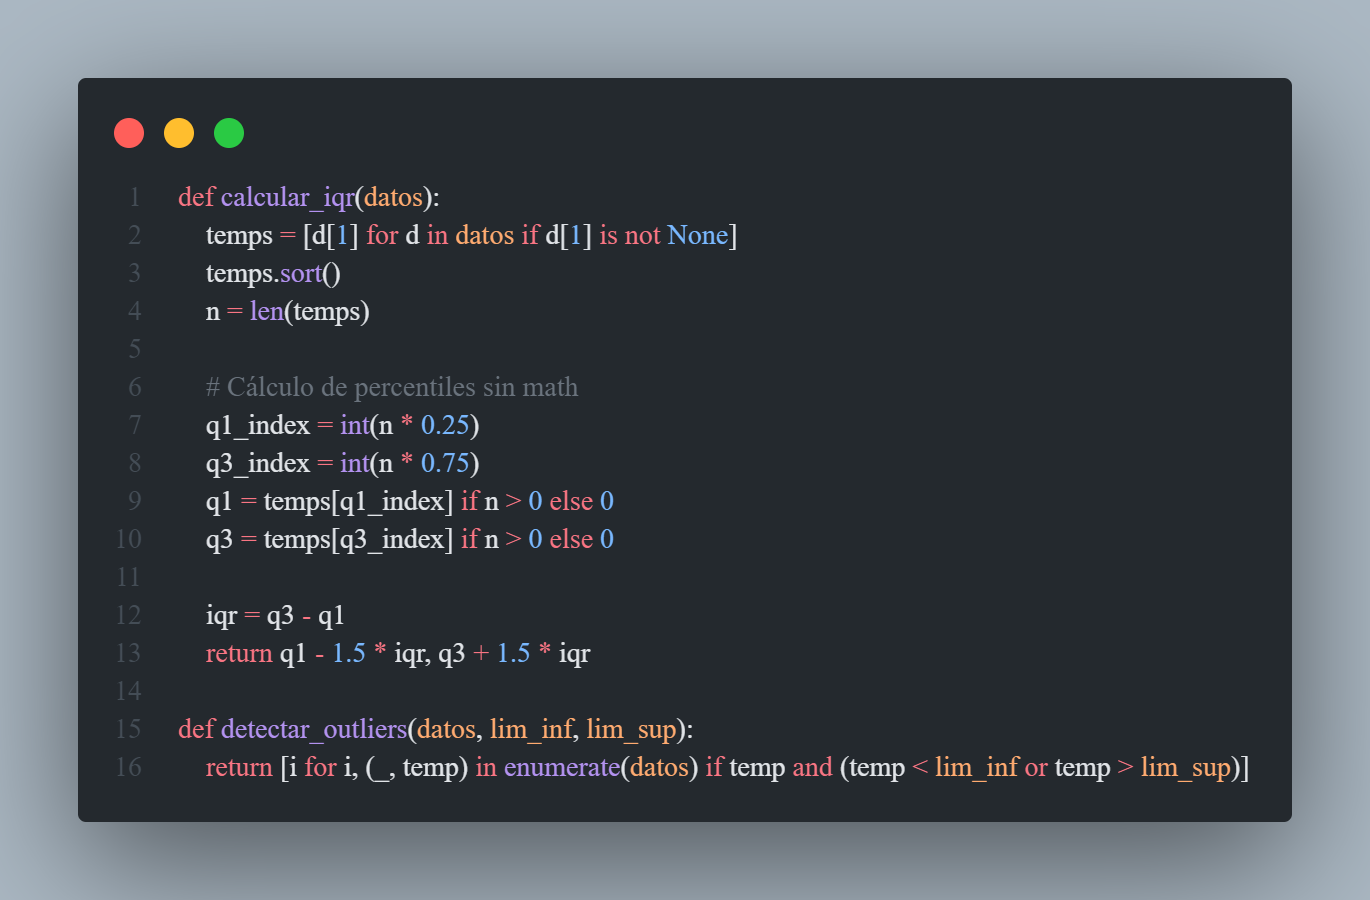 1 def calcular_iqr(datos):
2     temps = [d[1] for d in datos if d[1] is not None]
3     temps.sort()
4     n = len(temps)
5
6     # Cálculo de percentiles sin math
7     q1_index = int(n * 0.25)
8     q3_index = int(n * 0.75)
9     q1 = temps[q1_index] if n > 0 else 0
10     q3 = temps[q3_index] if n > 0 else 0
11
12     iqr = q3 - q1
13     return q1 - 1.5 * iqr, q3 + 1.5 * iqr
14
15 def detectar_outliers(datos, lim_inf, lim_sup):
16     return [i for i, (_, temp) in enumerate(datos) if temp and (temp < lim_inf or temp > lim_sup)]